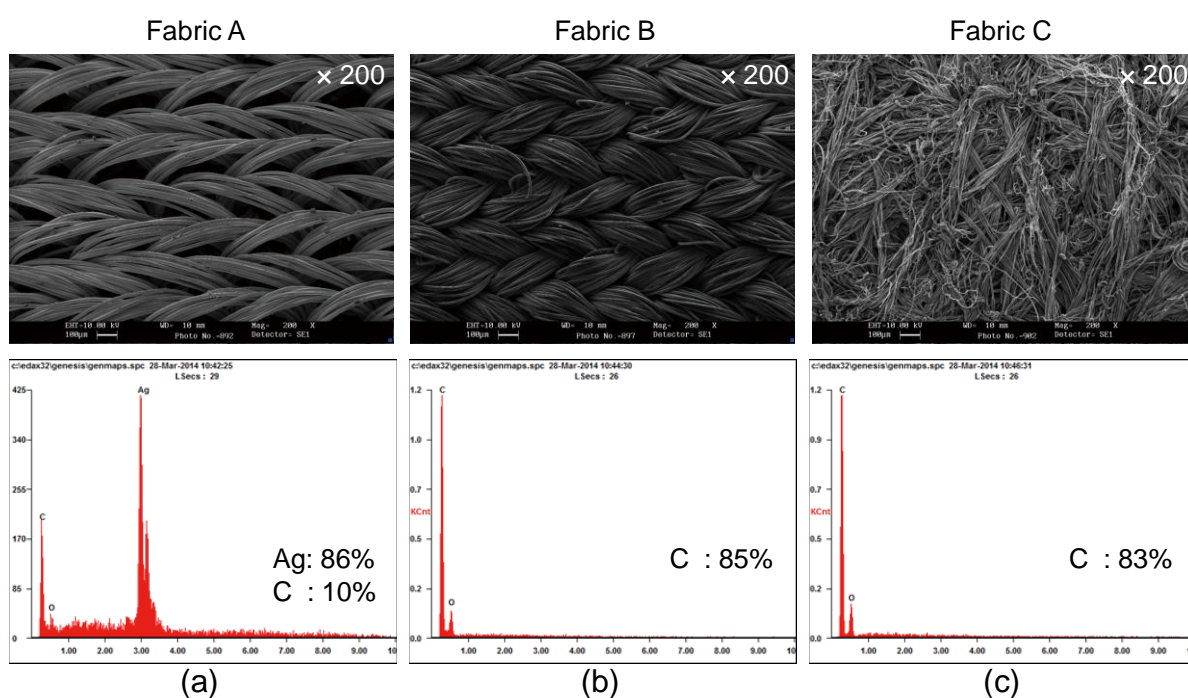 Fabric A
Fabric B
Fabric C
× 200
× 200
× 200
EHT=10.00 kV WD= 10 mm Mag= 200 X
100µm Photo No.=892 Detector= SE1
EHT=10.00 kV WD= 10 mm Mag= 200 X
100µm Photo No.=897 Detector= SE1
EHT=10.00 kV WD= 10 mm Mag= 200 X
100µm Photo No.=902 Detector= SE1
c:\edax32\genesis\genmaps.spc 28-Mar-2014 10:42:25
LSecs : 29
425
340
255
170
85
0
C
O
Ag
Ag: 86%
C : 10%
1.00 2.00 3.00 4.00 5.00 6.00 7.00 8.00 9.00 10
(a)
c:\edax32\genesis\genmaps.spc 28-Mar-2014 10:44:30
LSecs : 26
1.2
1.0
0.7
KCnt
0.5
0.2
0.0
C
O
C : 85%
1.00 2.00 3.00 4.00 5.00 6.00 7.00 8.00 9.00 10
(b)
c:\edax32\genesis\genmaps.spc 28-Mar-2014 10:46:31
LSecs : 26
1.2
0.9
0.7
KCnt
0.5
0.2
0.0
C
O
C : 83%
1.00 2.00 3.00 4.00 5.00 6.00 7.00 8.00 9.00 1
(c)